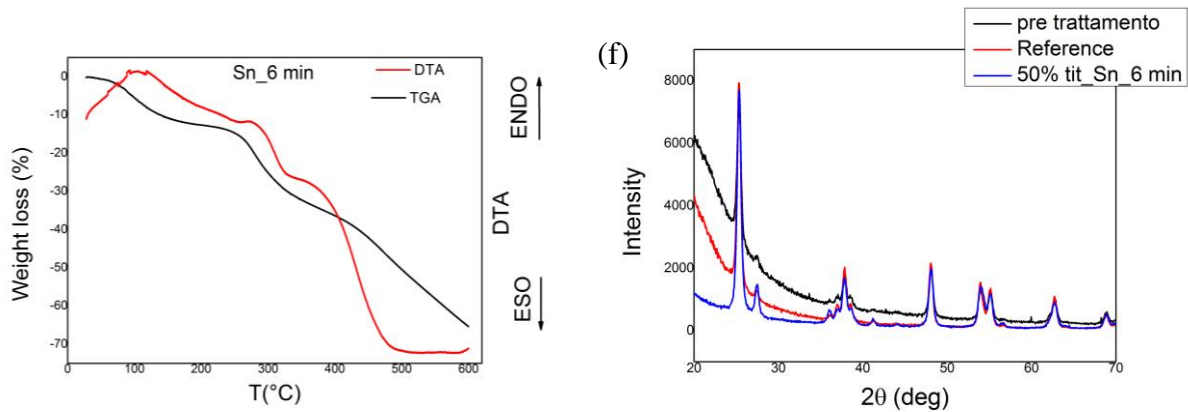 Sn_6 min
DTA
TGA
Weight loss (%)
0
-10
-20
-30
-40
-50
-60
-70
0
100
200
300
400
500
600
T(°C)
ENDO
DTA
ESO
(f)
pre trattamento
Reference
50% tit_Sn_6 min
Intensity
8000
6000
4000
2000
0
20
30
40
50
60
70
2θ (deg)